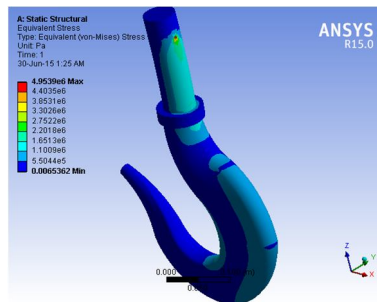 A: Static Structural
Equivalent Stress
Type: Equivalent (von-Mises) Stress
Unit: Pa
Time: 1
30-Jun-15 1:25 AM
4.9539e6 Max
4.4035e6
3.8531e6
3.3026e6
2.7522e6
2.2018e6
1.6513e6
1.1009e6
5.5044e5
0.0065362 Min
ANSYS
R15.0
0.000
Z
Y
X